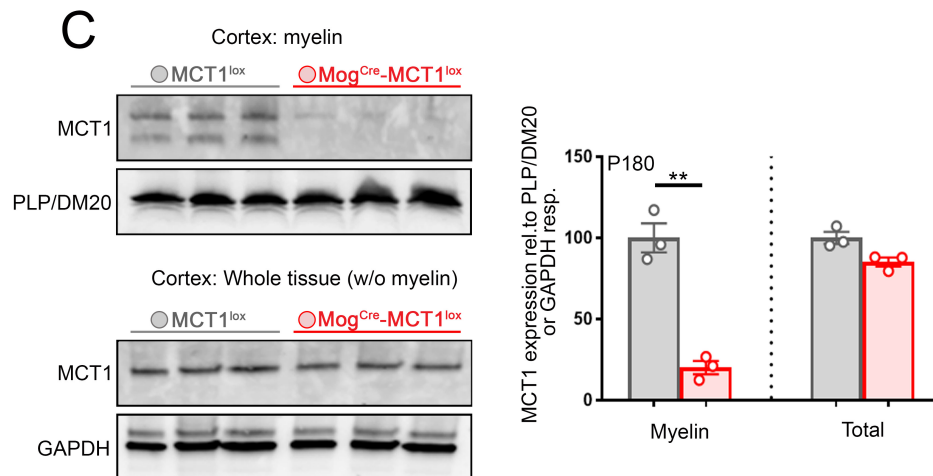 C
Cortex: myelin
MCT1lox MogCre-MCT1lox
MCT1
PLP/DM20
Cortex: Whole tissue (w/o myelin)
MCT1lox MogCre-MCT1lox
MCT1
GAPDH
MCT1 expression rel.to PLP/DM20
or GAPDH resp.
150
100
50
0
P180
**
Myelin Total